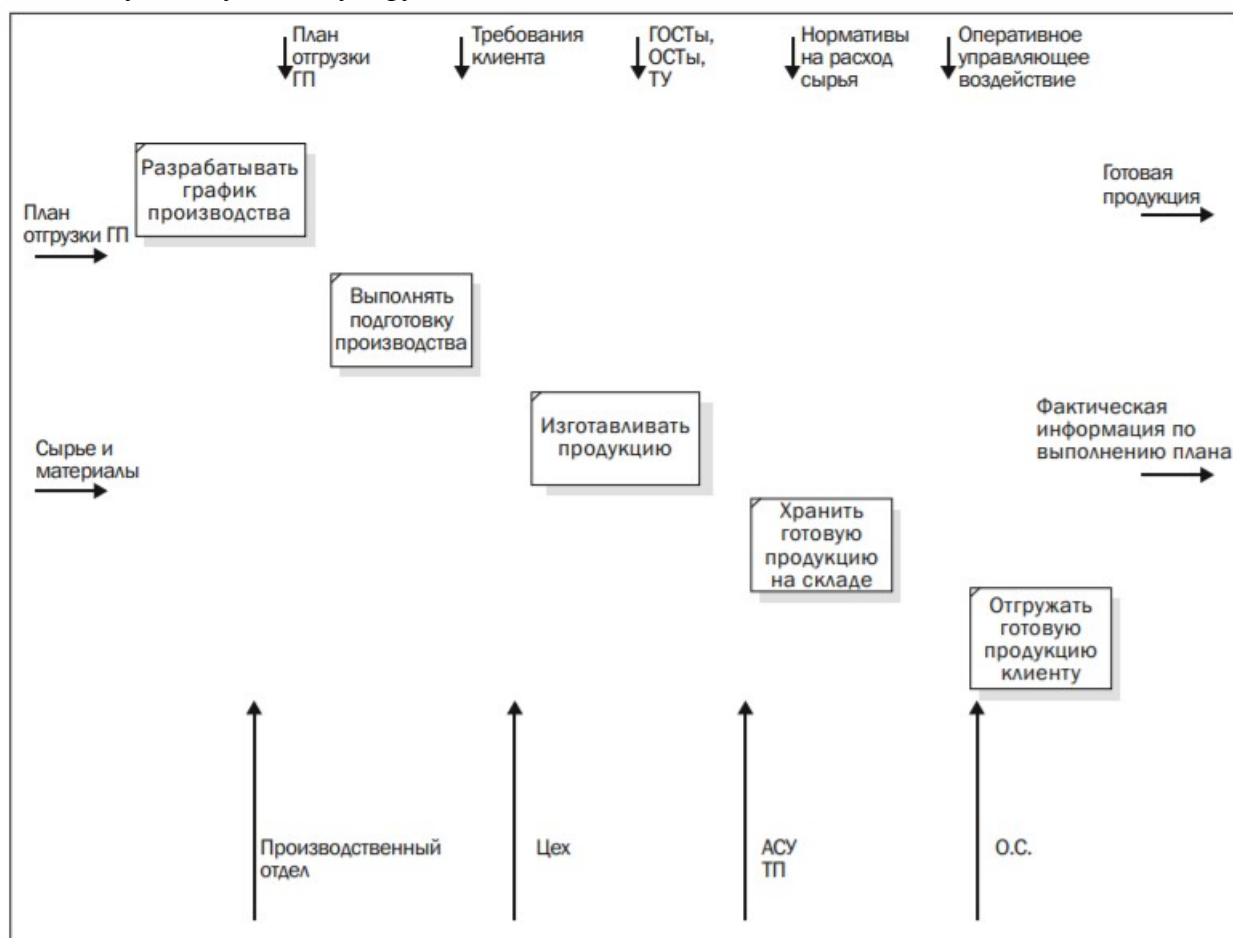 План
отгрузки
ГП
Требования
клиента
ГОСТы,
ОСТы,
ТУ
Нормативы
на расход
сырья
Оперативное
управляющее
воздействие
Разрабатывать
график
производства
Готовая
продукция
План
отгрузки ГП
Выполнять
подготовку
производства
Изготавливать
продукцию
Фактическая
информация по
выполнению плана
Сырье и
материалы
Хранить
готовую
продукцию
на складе
Отгружать
готовую
продукцию
клиенту
Производственный
отдел
Цех
АСУ
ТП
О.С.